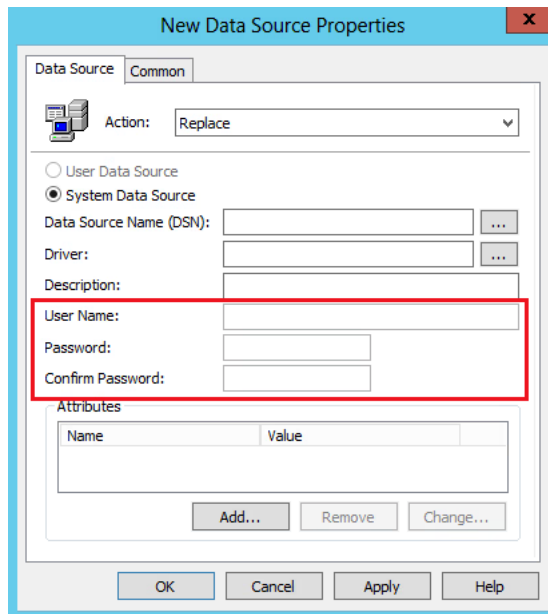 New Data Source Properties
x
Data Source Common
Action: Replace
User Data Source
System Data Source
Data Source Name (DSN): ...
Driver: ...
Description:
User Name:
Password:
Confirm Password:
Attributes
Name Value
Add... Remove Change...
OK Cancel Apply Help